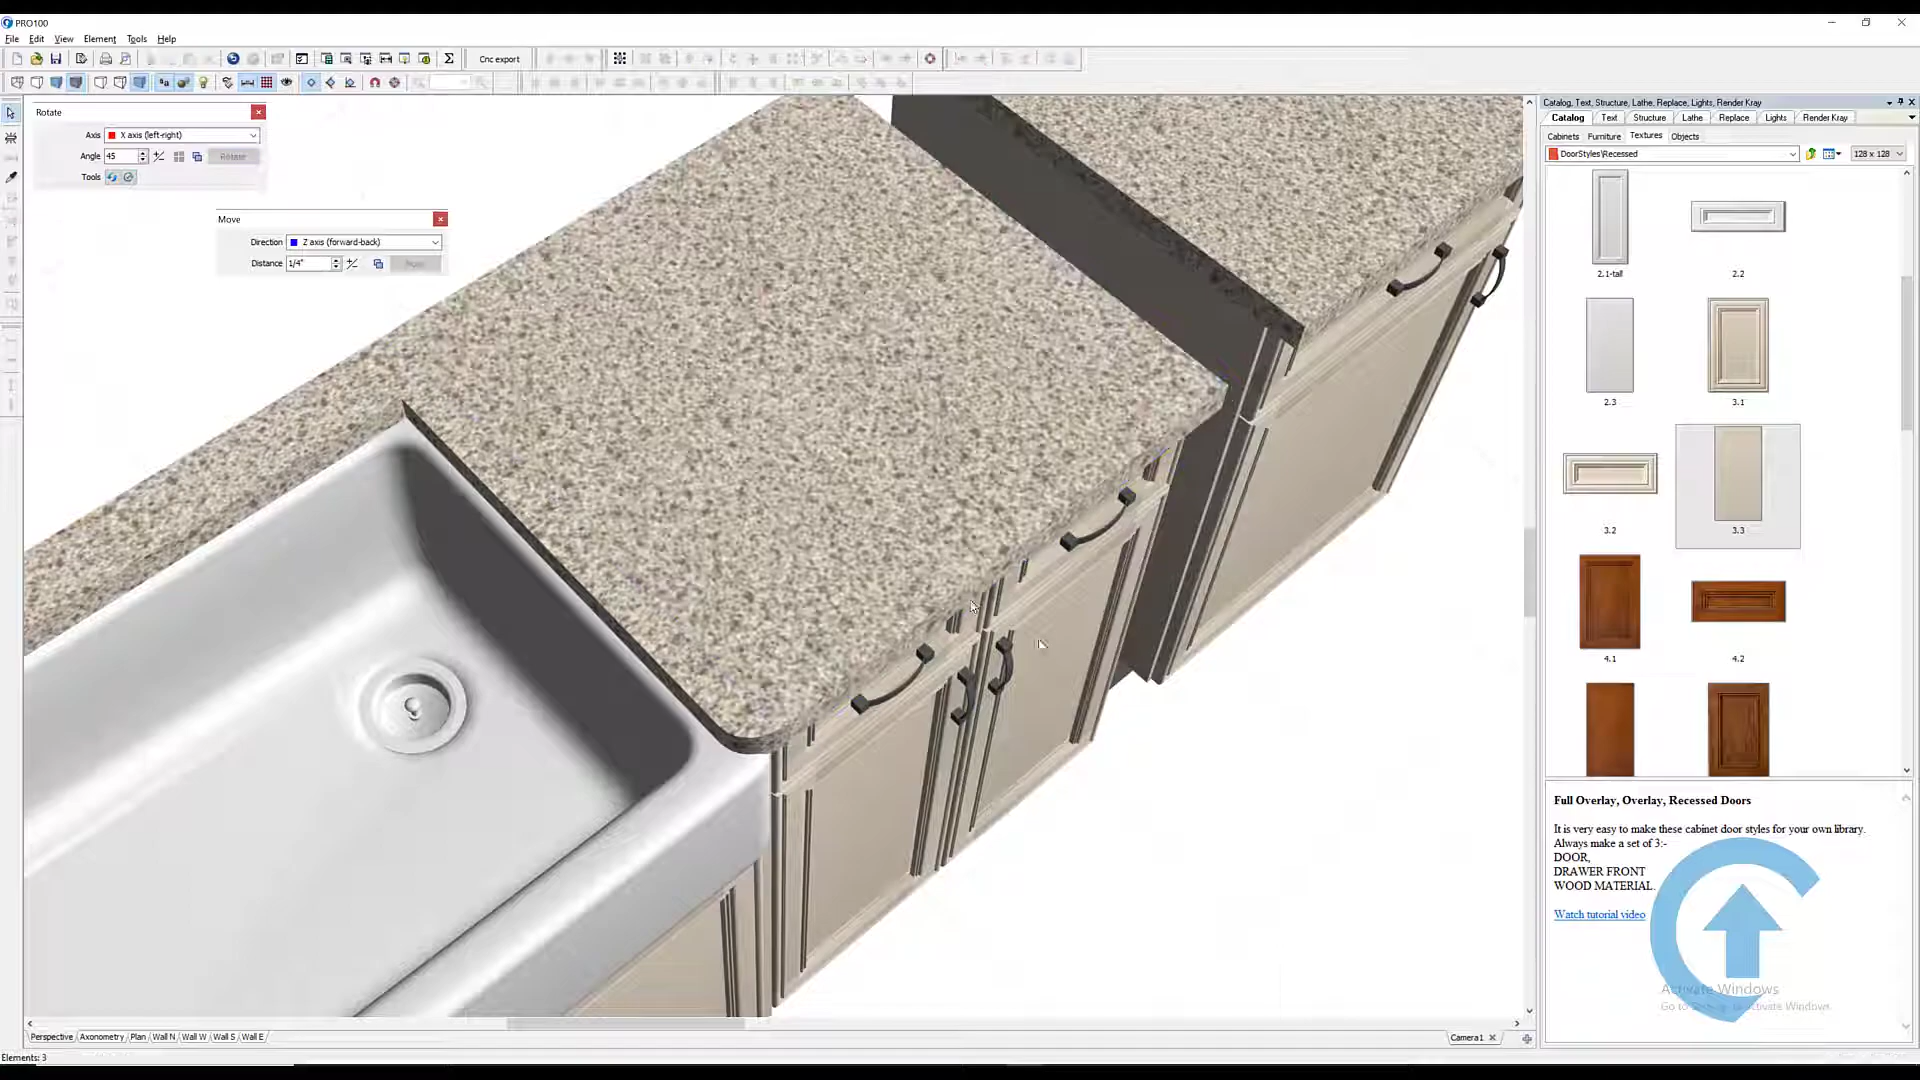 PRO100
File Edit View Element Tools Help
Cnc export
Rotate
Axis X axis (left-right)
Angle 45 Rotate
Tools
Move
Direction Z axis (forward-back)
Distance 1/4"
Catalog, Text, Structure, Lathe, Replace, Lights, Render Kray
Catalog Text Structure Lathe Replace Lights Render Kray
Cabinets Furniture Textures Objects
DoorStyles\Recessed 128 x 128
2.1-tall 2.2
2.3 3.1
3.2 3.3
4.1 4.2
Full Overlay, Overlay, Recessed Doors
It is very easy to make these cabinet door styles for your own library.
Always make a set of 3:-
DOOR,
DRAWER FRONT
WOOD MATERIAL.
Watch tutorial video
Activate Windows
Perspective Axonometry Plan Wall N Wall W Wall S Wall E
Camera1
Elements: 3